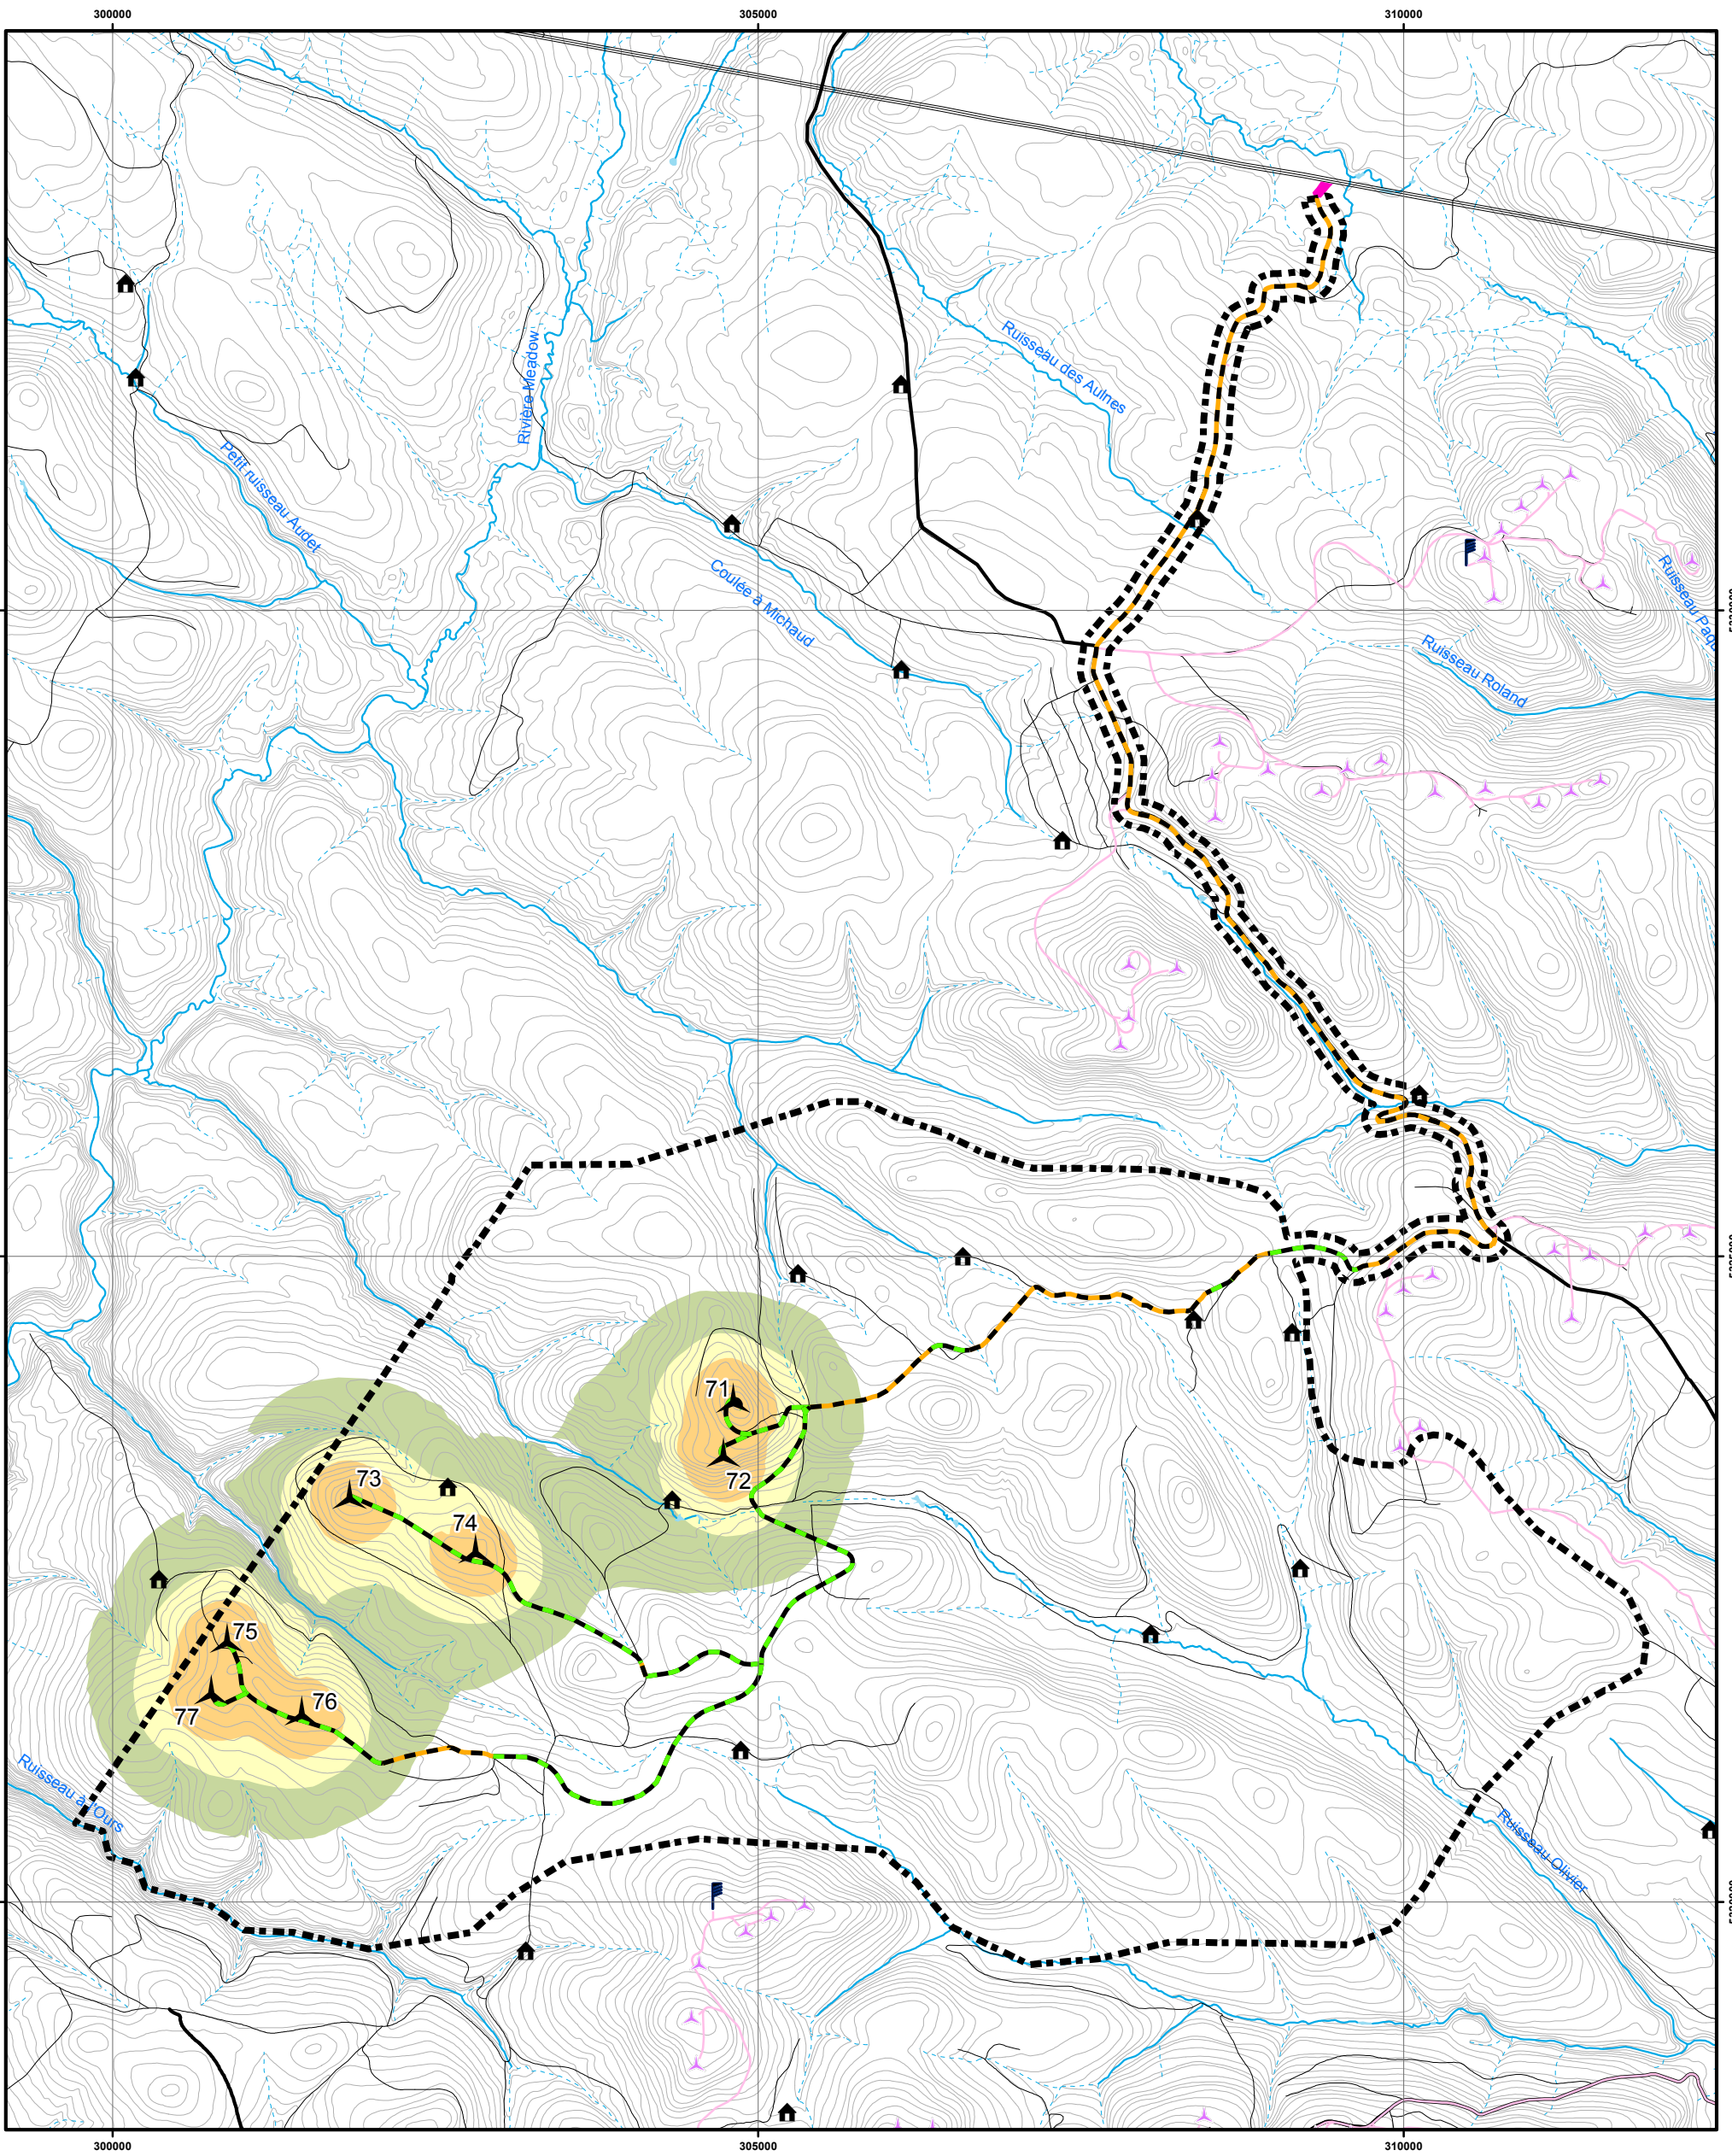 300000
305000
310000
Rivière Meadow
Ruisseau des Aulnes
Petit ruisseau Audet
Coulée à Michaud
Ruisseau Roland
71
72
73
74
75
76
77
Ruisseau à l'Ours
Ruisseau Olivier
300000
305000
310000